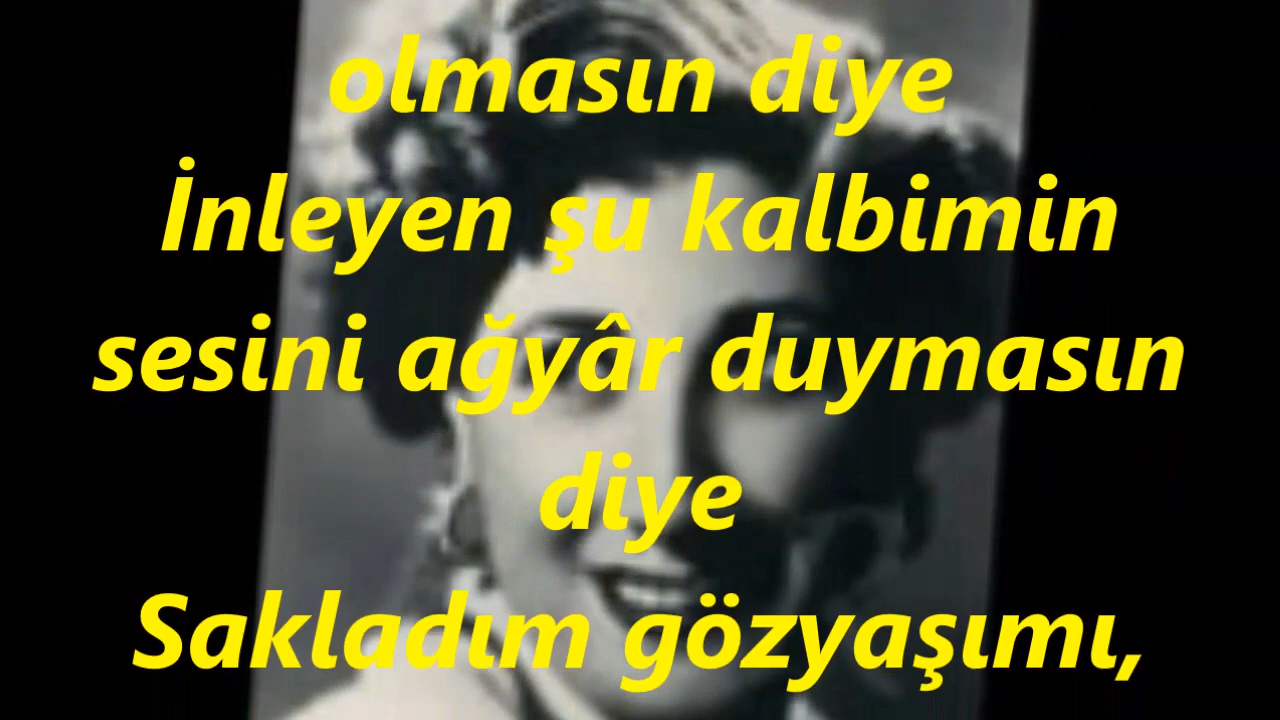 olmasın diye
İnleyen şu kalbimin
sesini ağyâr duymasın
diye
Sakladım gözyaşımı,